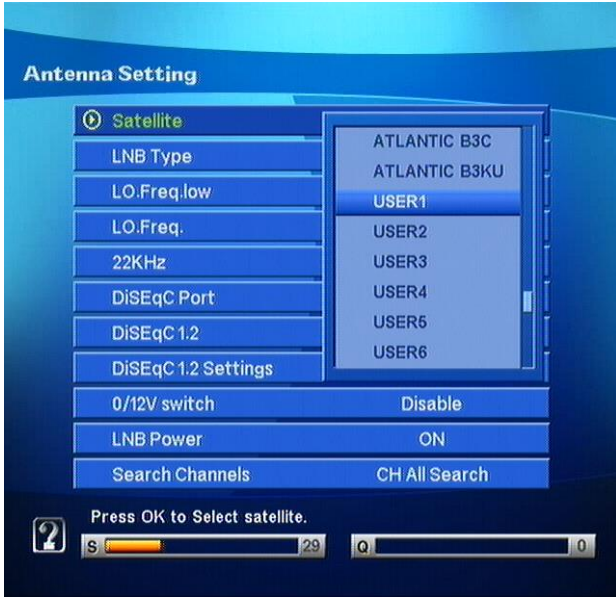 Antenna Setting
Satellite
ATLANTIC B3C
LNB Type
ATLANTIC B3KU
LO.Freq.low
USER1
LO.Freq.
USER2
22KHz
USER3
DiSEqC Port
USER4
DiSEqC 1.2
USER5
DiSEqC 1.2 Settings
USER6
0/12V switch Disable
LNB Power ON
Search Channels CH All Search
Press OK to Select satellite.
S 29 Q 0